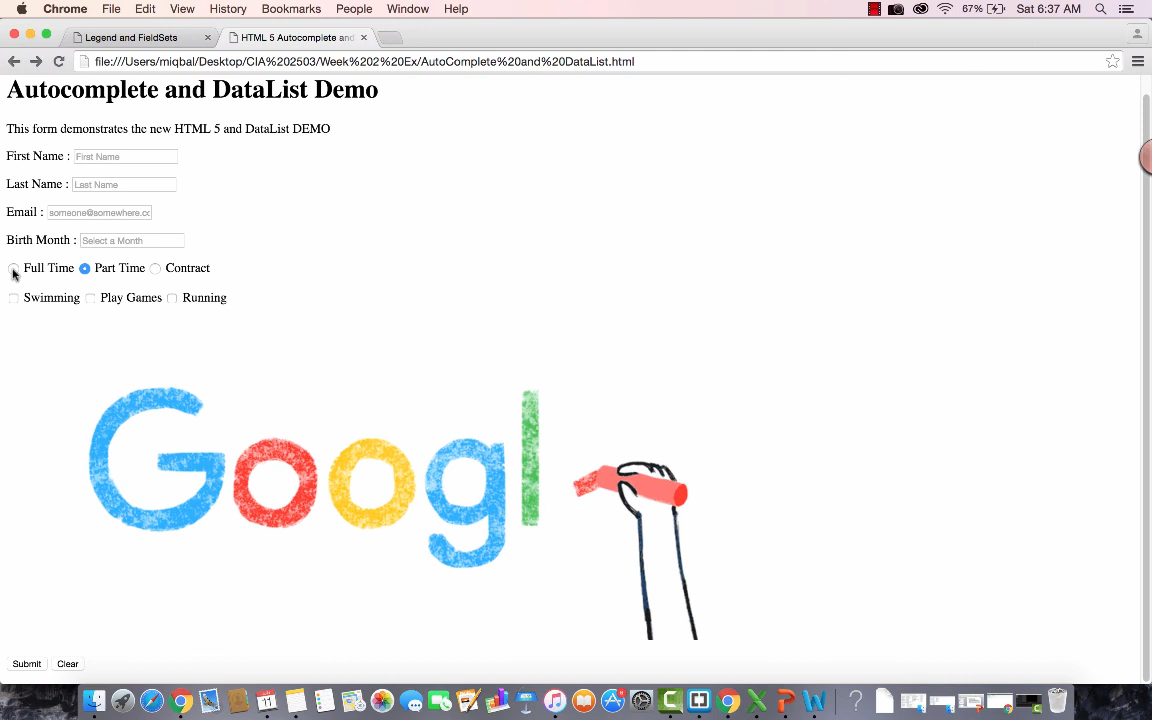 Chrome File Edit View History Bookmarks People Window Help 67% Sat 6:37 AM
Legend and FieldSets HTML 5 Autocomplete and
file:///Users/miqbal/Desktop/CIA%202503/Week%202%20Ex/AutoComplete%20and%20DataList.html
Autocomplete and DataList Demo
This form demonstrates the new HTML 5 and DataList DEMO
First Name : First Name
Last Name : Last Name
Email : someone@somewhere.co
Birth Month : Select a Month
Full Time Part Time Contract
Swimming Play Games Running
Googl
Submit Clear